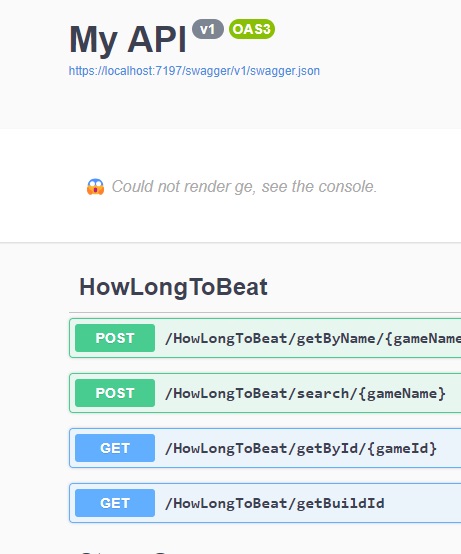 My API v1 OAS3
https://localhost:7197/swagger/v1/swagger.json
Could not render ge, see the console.
HowLongToBeat
POST /HowLongToBeat/getByName/{gameName
POST /HowLongToBeat/search/{gameName}
GET /HowLongToBeat/getById/{gameId}
GET /HowLongToBeat/getBuildId